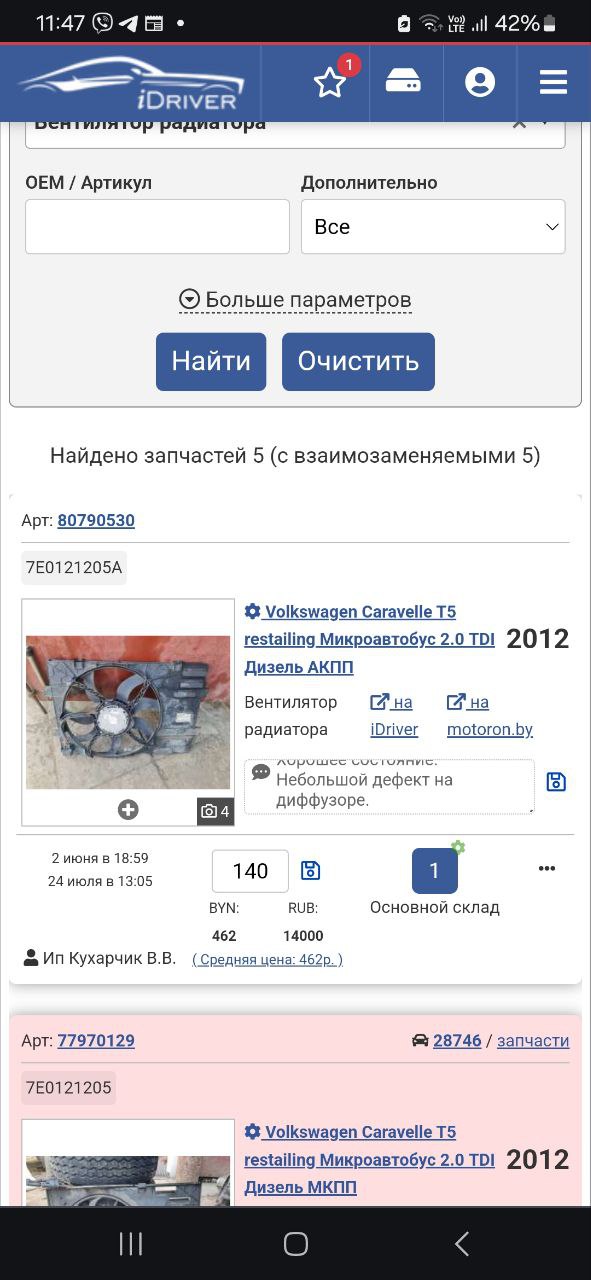 11:47
Vo))
LTE
42%
iDRIVER
1
Вентилятор радиатора
OEM / Артикул
Дополнительно
Все
Больше параметров
Найти
Очистить
Найдено запчастей 5 (с взаимозаменяемыми 5)
Арт: 80790530
7E0121205A
Volkswagen Caravelle T5
restailing Микроавтобус 2.0 TDI
Дизель АКПП
2012
Вентилятор
радиатора
на
iDriver
на
motoron.by
Хорошее состояние.
Небольшой дефект на
диффузоре.
4
2 июня в 18:59
24 июля в 13:05
140
BYN:
462
RUB:
14000
1
Основной склад
Ип Кухарчик В.В.
( Средняя цена: 462р. )
Арт: 77970129
28746 / запчасти
7E0121205
Volkswagen Caravelle T5
restailing Микроавтобус 2.0 TDI
Дизель МКПП
2012